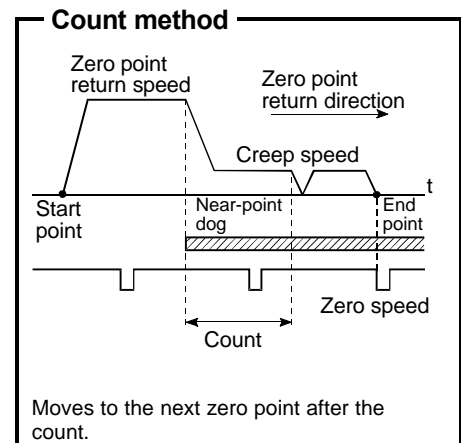 Count method
Zero point
return speed
Zero point
return direction
Creep speed
t
Start
point
Near-point
dog
End
point
Zero speed
Count
Moves to the next zero point after the
count.